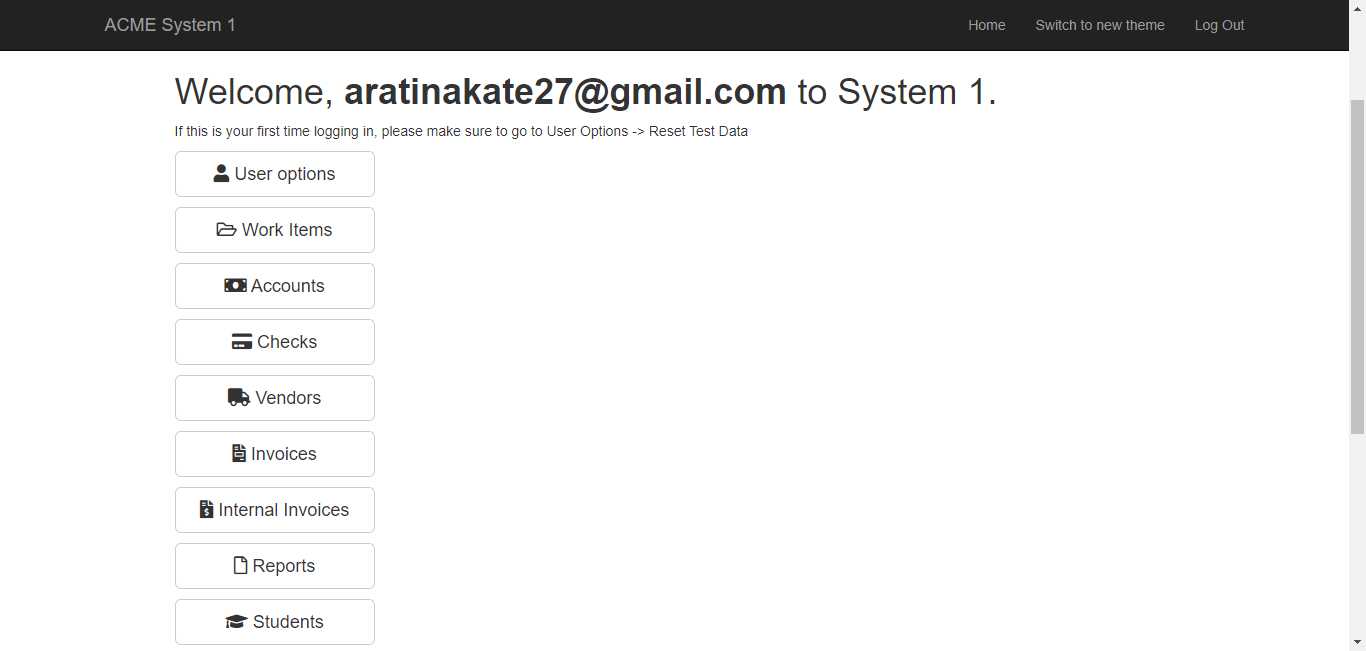 ACME System 1
Home Switch to new theme Log Out
Welcome, aratinakate27@gmail.com to System 1.
If this is your first time logging in, please make sure to go to User Options -> Reset Test Data
User options
Work Items
Accounts
Checks
Vendors
Invoices
Internal Invoices
Reports
Students